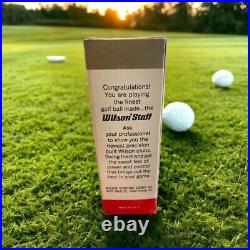 Congratulations!
You are playing
the finest
golf ball made...the
Wilson Staff
Ask
your professional
to show you the
newest precision
built Wilson clubs.
Swing them and get
the sweet feel of
power and control
that brings out the
best in your game.